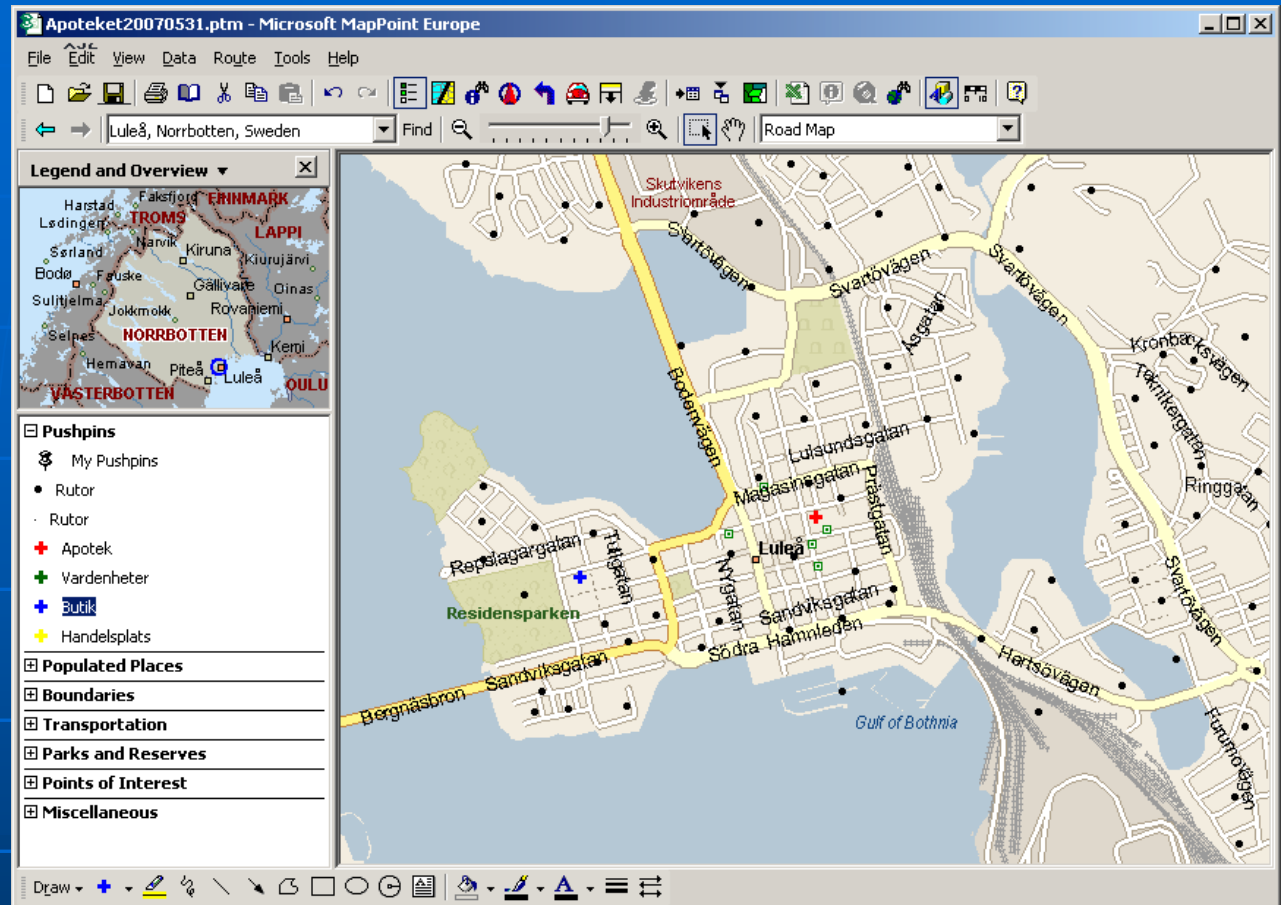 Apoteket20070531.ptm - Microsoft MapPoint Europe
File Edit View Data Route Tools Help
Luleå, Norrbotten, Sweden Find Road Map
Legend and Overview
Harstad Faksfjord FINNMARK
Lødingen TROMS
Narvik LAPPI
Sørland Kiruna Kiurujärvi
Bodø Fauske
Gällivare Oinas
Sulitjelma Jokkmokk Rovaniemi
Selnes NORRBOTTEN
Hemavan Kemi
Piteå Luleå OULU
VÄSTERBOTTEN
Pushpins
My Pushpins
Rutor
Rutor
Apotek
Vardenheter
Butik
Handelsplats
Populated Places
Boundaries
Transportation
Parks and Reserves
Points of Interest
Miscellaneous
Skutvikens
Industriområde
Svartövägen
Svartövägen
Svartövägen
Åsgatan
Kronbacksvägen
Teknikergatan
Bodenvägen
Lulsundsgatan
Magasinsgatan
Prästgatan
Ringgatan
Repslagargatan
Tullgatan
Luleå
Nygatan
Svartövägen
Residensparken
Sandviksgatan
Södra Hamnleden
Hertsövägen
Sandviksgatan
Bergnäsbron
Gulf of Bothnia
Furumovägen
Draw